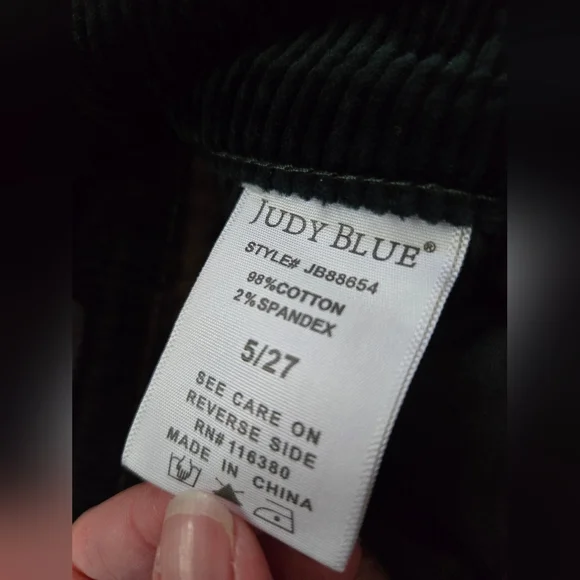 JUDY BLUE®
STYLE# JB88654
98%COTTON
2%SPANDEX
5/27
SEE CARE ON
REVERSE SIDE
RN#116380
MADE IN CHINA